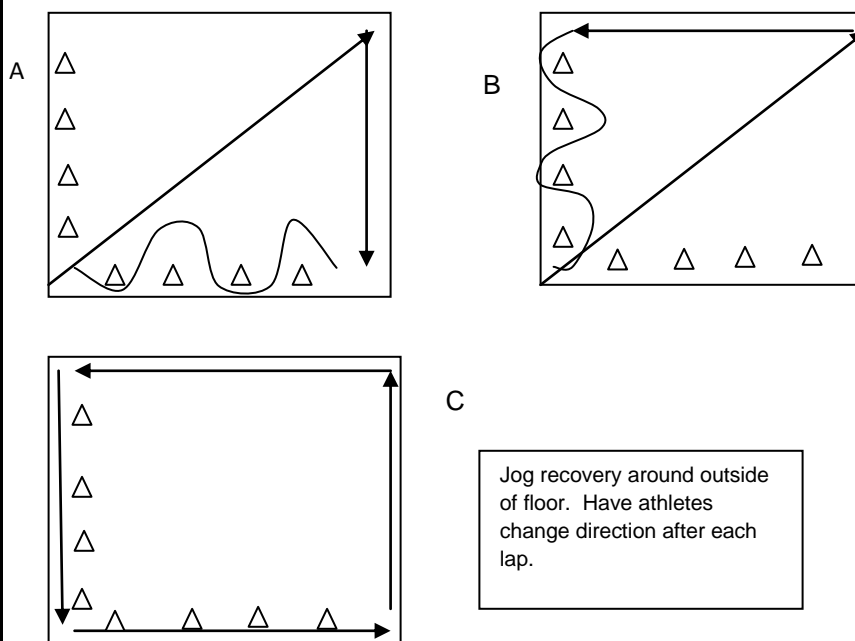 A
B
C
Jog recovery around outside
of floor.  Have athletes
change direction after each
lap.